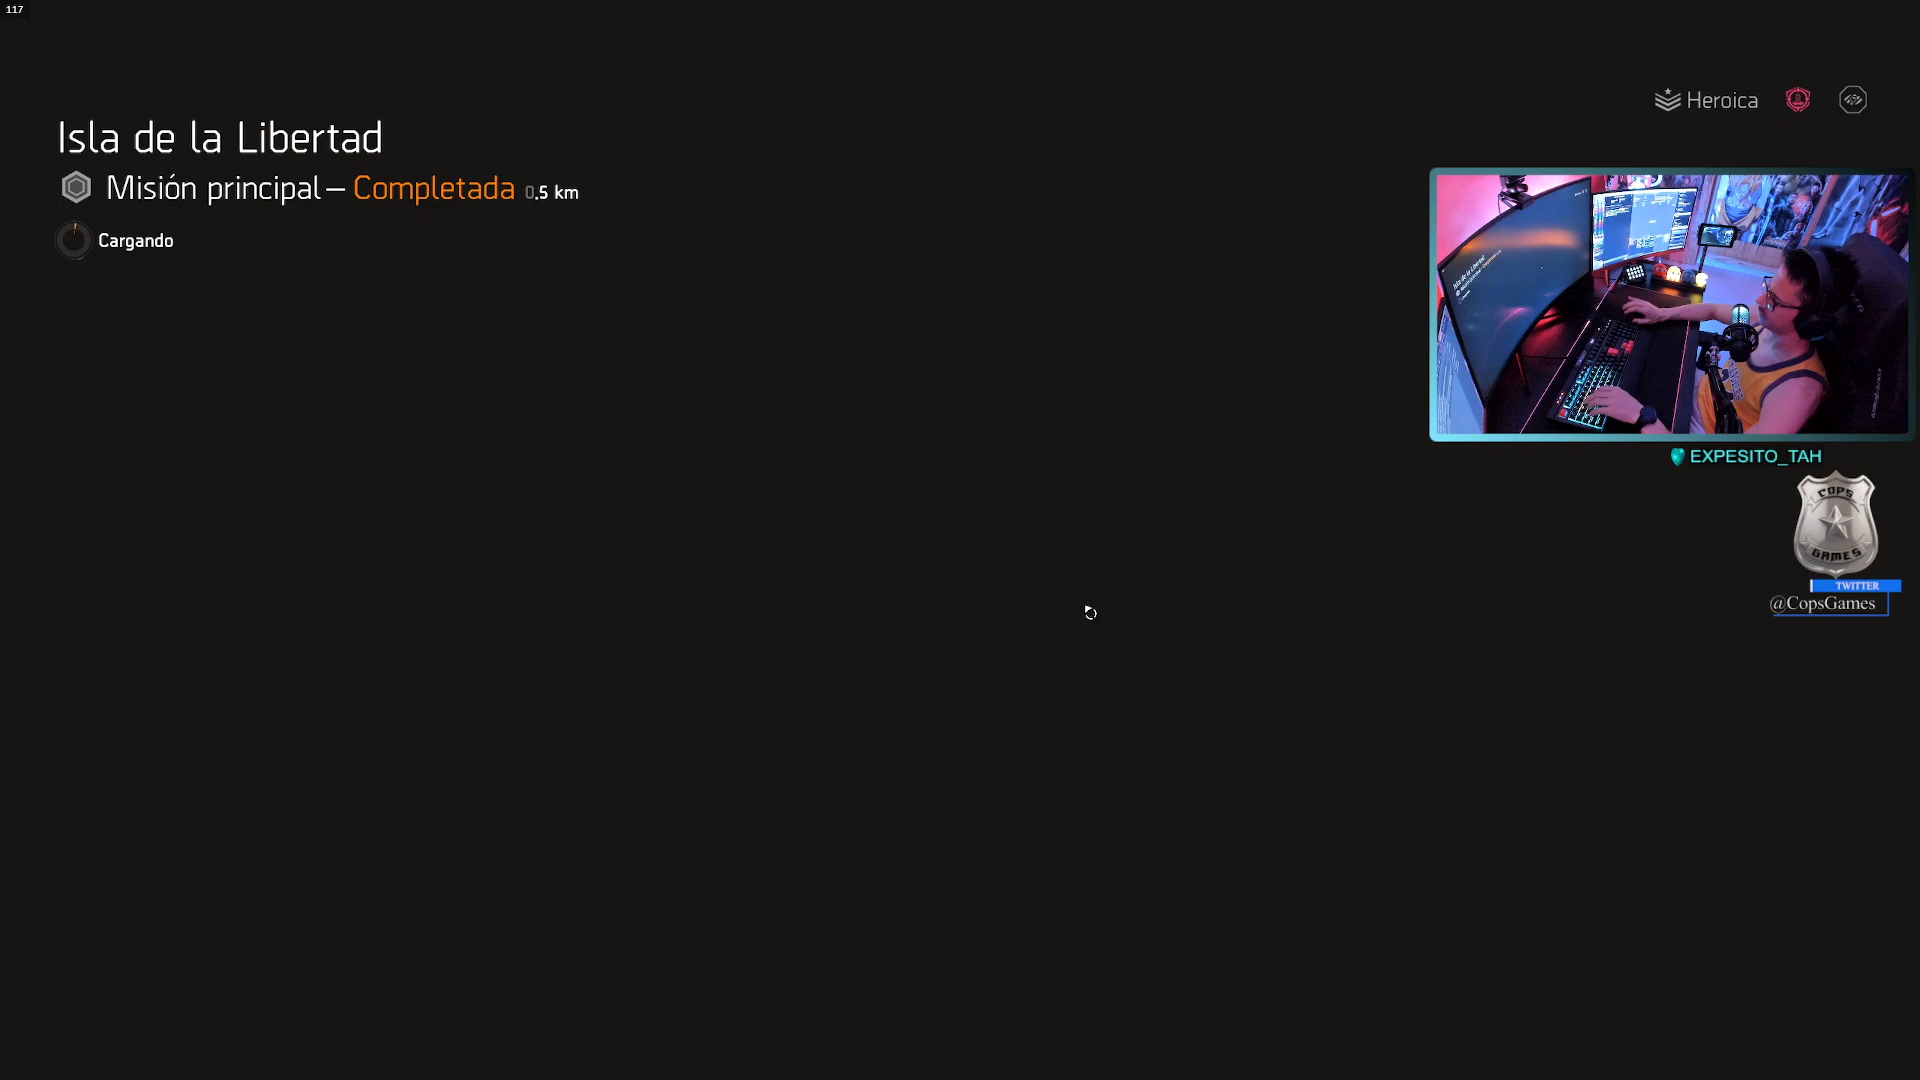 117
Heroica
Isla de la Libertad
Misión principal — Completada 0.5 km
Cargando
EXPESITO_TAH
COPS
GAMES
TWITTER
@CopsGames